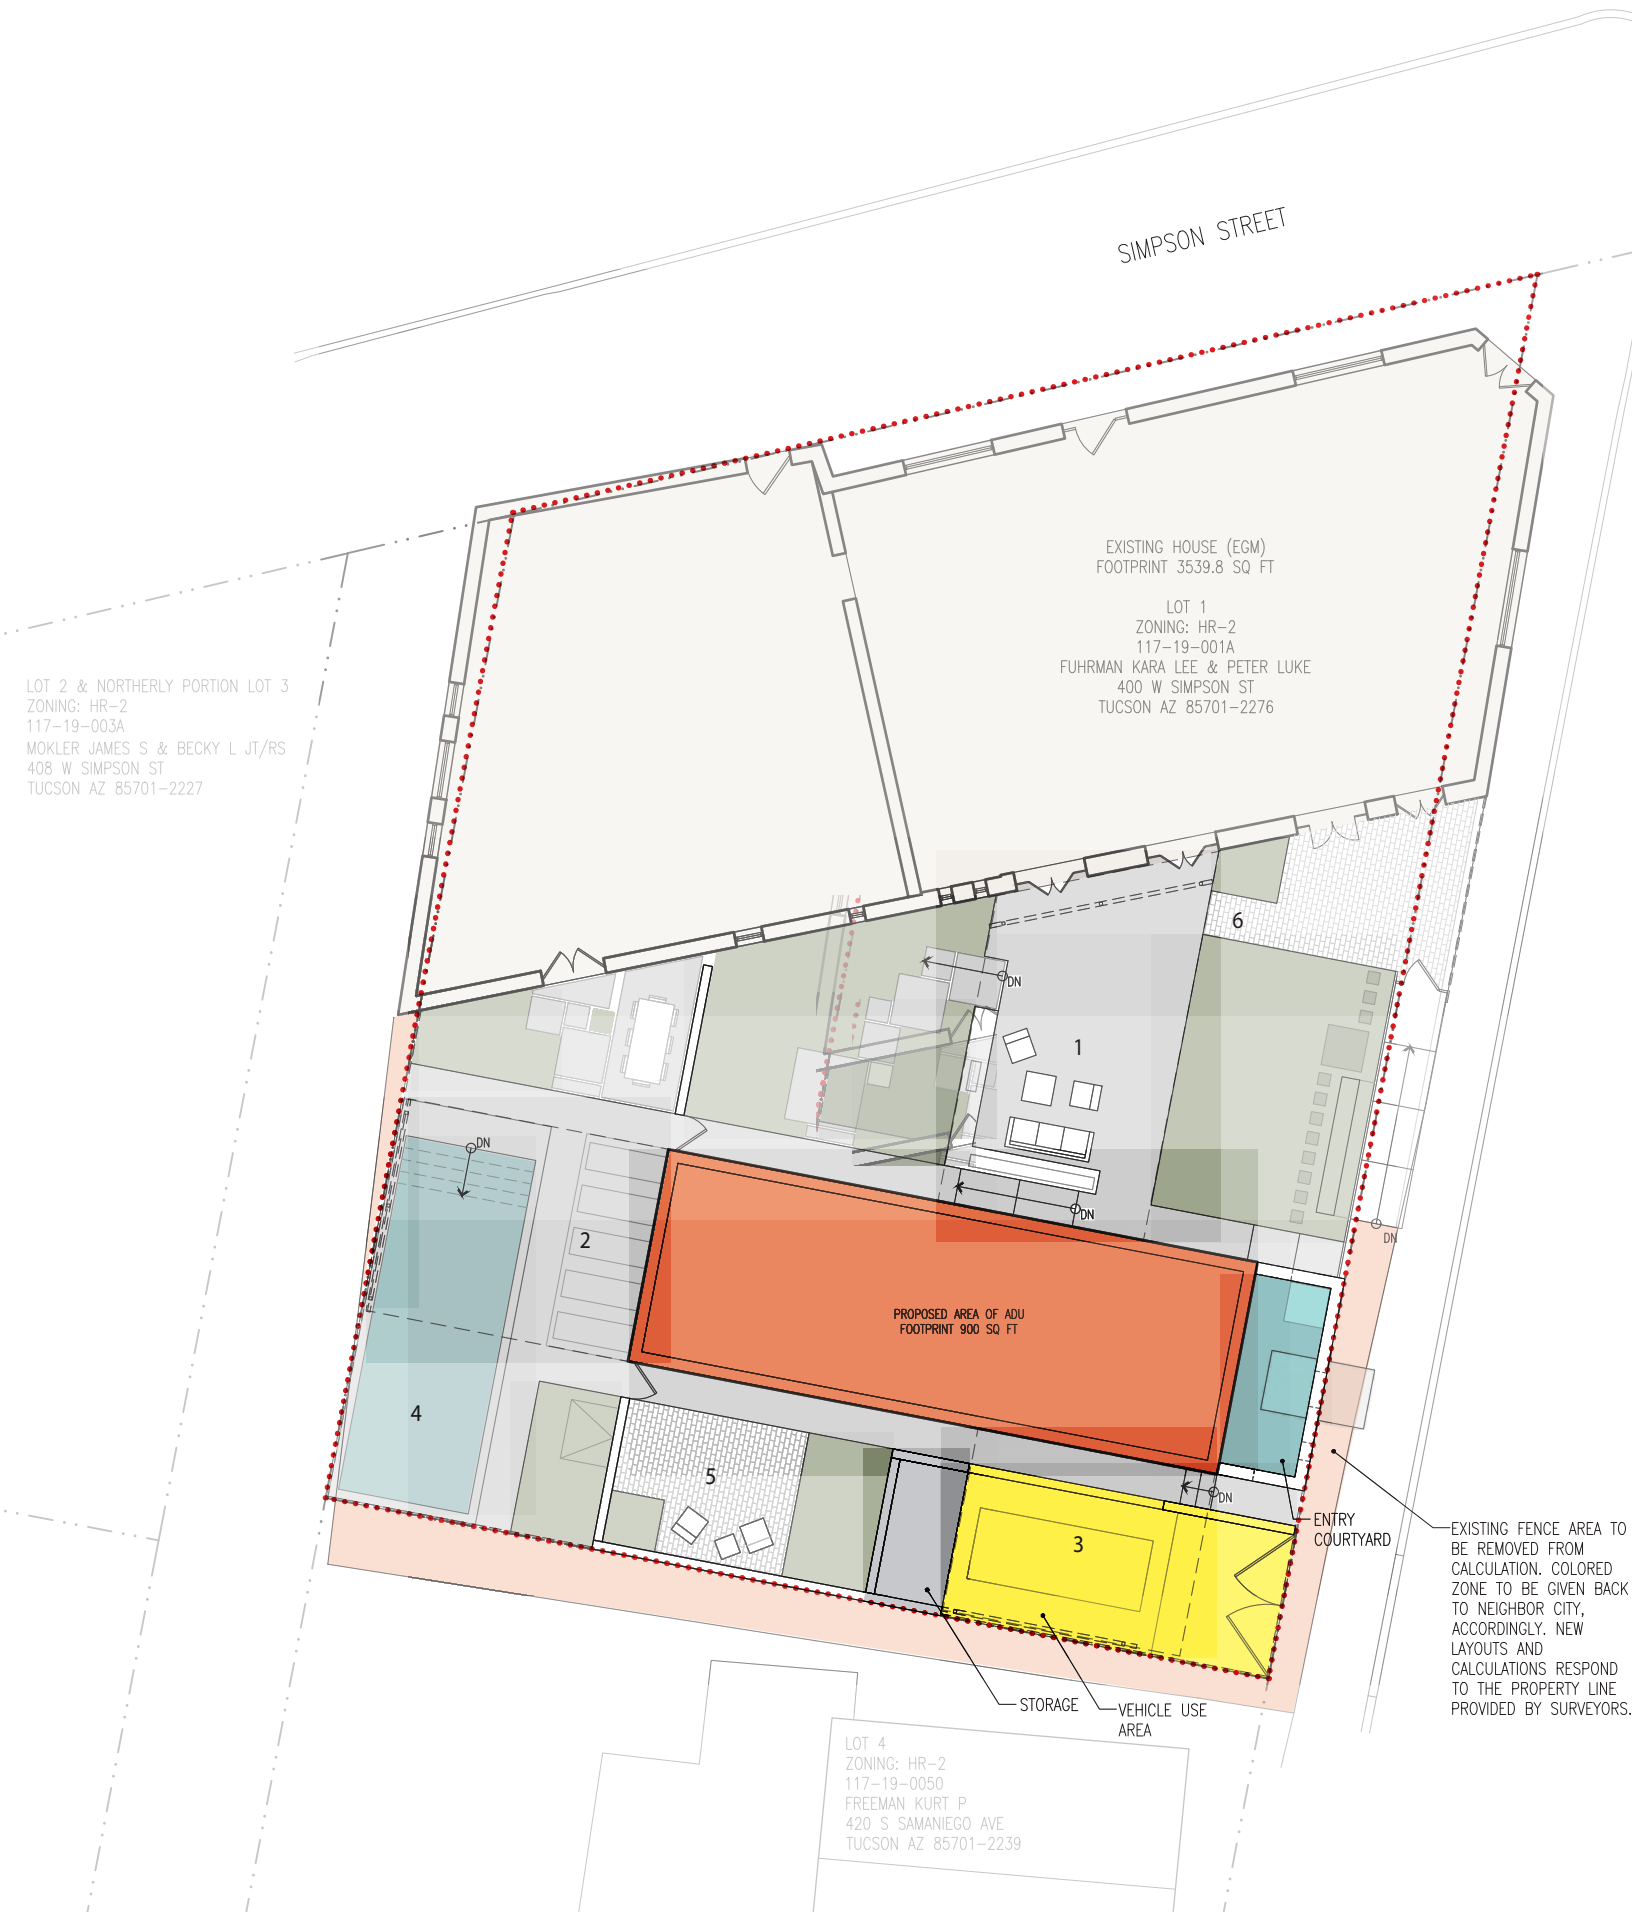 SIMPSON STREET
EXISTING HOUSE (EGM)
FOOTPRINT 3539.8 SQ FT
LOT 1
ZONING: HR-2
117-19-001A
FUHRMAN KARA LEE & PETER LUKE
400 W SIMPSON ST
TUCSON AZ 85701-2276
LOT 2 & NORTHERLY PORTION LOT 3
ZONING: HR-2
117-19-003A
MOKLER JAMES S & BECKY L JT/RS
408 W SIMPSON ST
TUCSON AZ 85701-2227
6
DN
1
DN
DN
DN
2
PROPOSED AREA OF ADU
FOOTPRINT 900 SQ FT
4
5
DN
3
ENTRY
COURTYARD
EXISTING FENCE AREA TO
BE REMOVED FROM
CALCULATION. COLORED
ZONE TO BE GIVEN BACK
TO NEIGHBOR CITY,
ACCORDINGLY. NEW
LAYOUTS AND
CALCULATIONS RESPOND
TO THE PROPERTY LINE
PROVIDED BY SURVEYORS.
STORAGE
VEHICLE USE
AREA
LOT 4
ZONING: HR-2
117-19-0050
FREEMAN KURT P
420 S SAMANIEGO AVE
TUCSON AZ 85701-2239